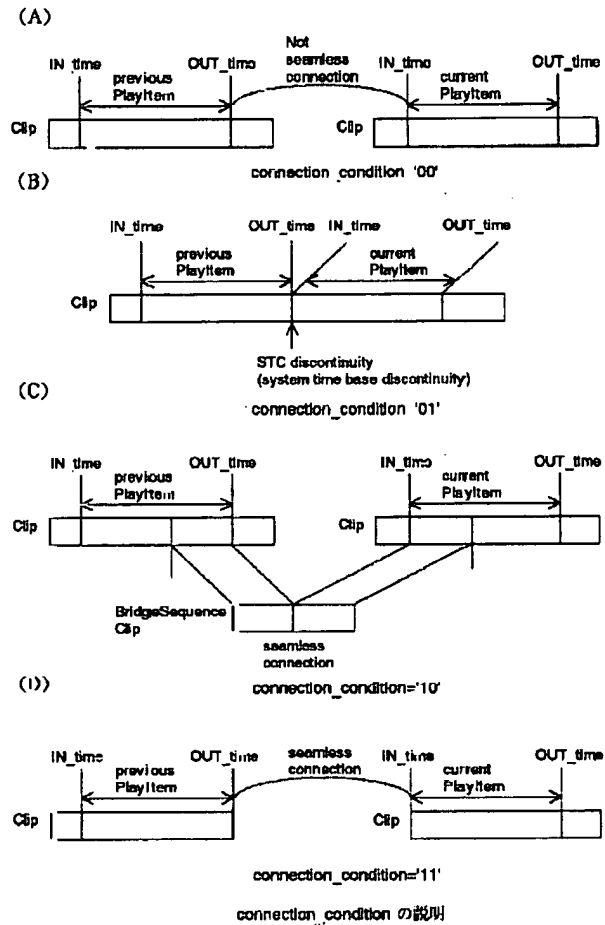 (A)
Not
seamless
connection
IN_time OUT_time IN_time OUT_time
previous
PlayItem
current
PlayItem
Clip Clip
connection_condition '00'
(B)
IN_time OUT_time IN_time OUT_time
previous
PlayItem
current
PlayItem
Clip
STC discontinuity
(system time base discontinuity)
(C)
connection_condition '01'
IN_time OUT_time IN_time OUT_time
previous
PlayItem
current
PlayItem
Clip Clip
BridgeSequence
Clip
seamless
connection
(D)
connection_condition='10'
IN_time OUT_time seamless
connection IN_time OUT_time
previous
PlayItem
current
PlayItem
Clip Clip
connection_condition='11'
connection_condition の説明